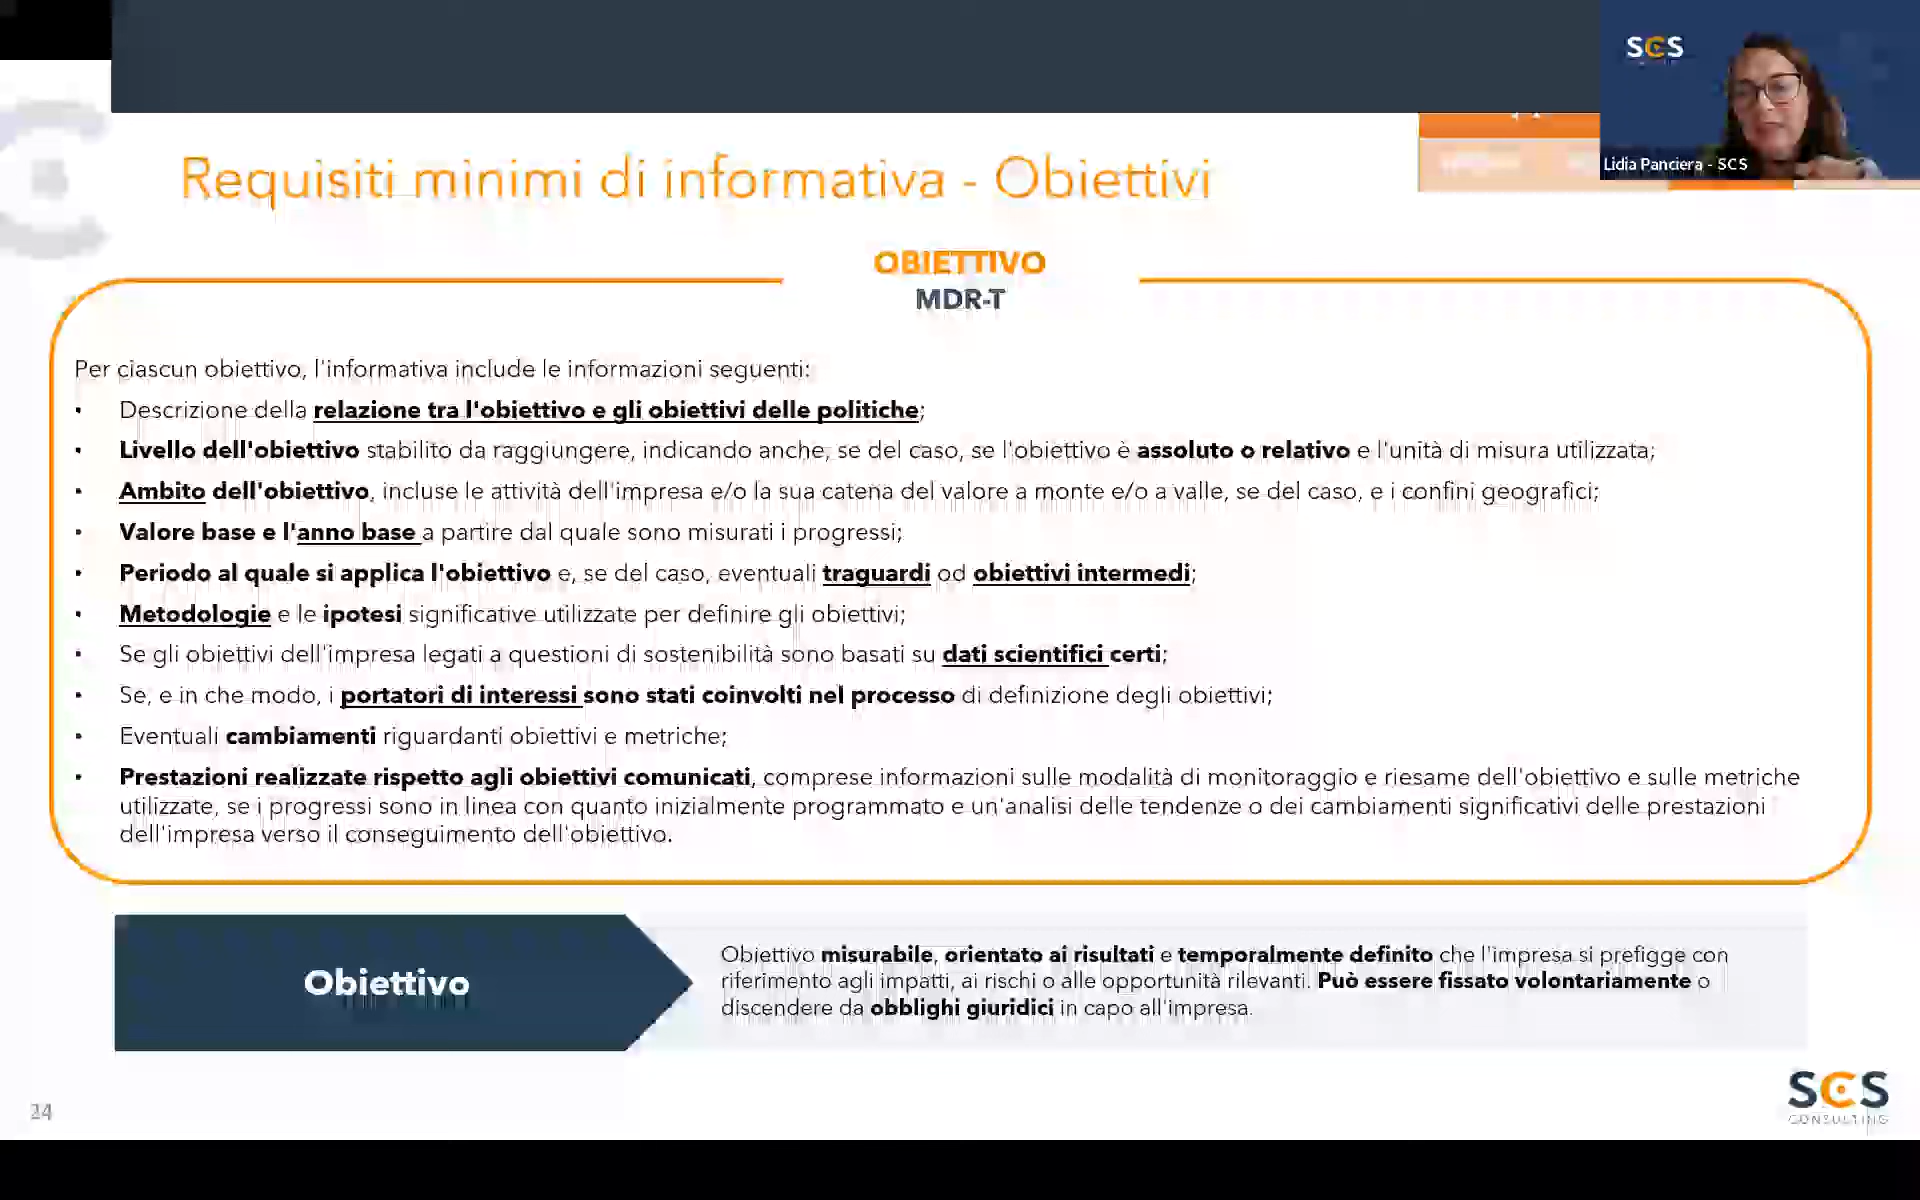 SCS
Lidia Panciera - SCS
Requisiti minimi di informativa - Obiettivi
OBIETTIVO
MDR-T
Per ciascun obiettivo, l'informativa include le informazioni seguenti:
• Descrizione della relazione tra l'obiettivo e gli obiettivi delle politiche;
• Livello dell'obiettivo stabilito da raggiungere, indicando anche, se del caso, se l'obiettivo è assoluto o relativo e l'unità di misura utilizzata;
• Ambito dell'obiettivo, incluse le attività dell'impresa e/o la sua catena del valore a monte e/o a valle, se del caso, e i confini geografici;
• Valore base e l'anno base a partire dal quale sono misurati i progressi;
• Periodo al quale si applica l'obiettivo e, se del caso, eventuali traguardi od obiettivi intermedi;
• Metodologie e le ipotesi significative utilizzate per definire gli obiettivi;
• Se gli obiettivi dell'impresa legati a questioni di sostenibilità sono basati su dati scientifici certi;
• Se, e in che modo, i portatori di interessi sono stati coinvolti nel processo di definizione degli obiettivi;
• Eventuali cambiamenti riguardanti obiettivi e metriche;
• Prestazioni realizzate rispetto agli obiettivi comunicati, comprese informazioni sulle modalità di monitoraggio e riesame dell'obiettivo e sulle metriche
utilizzate, se i progressi sono in linea con quanto inizialmente programmato e un'analisi delle tendenze o dei cambiamenti significativi delle prestazioni
dell'impresa verso il conseguimento dell'obiettivo.
Obiettivo
Obiettivo misurabile, orientato ai risultati e temporalmente definito che l'impresa si prefigge con
riferimento agli impatti, ai rischi o alle opportunità rilevanti. Può essere fissato volontariamente o
discendere da obblighi giuridici in capo all'impresa.
SCS
CONSULTING